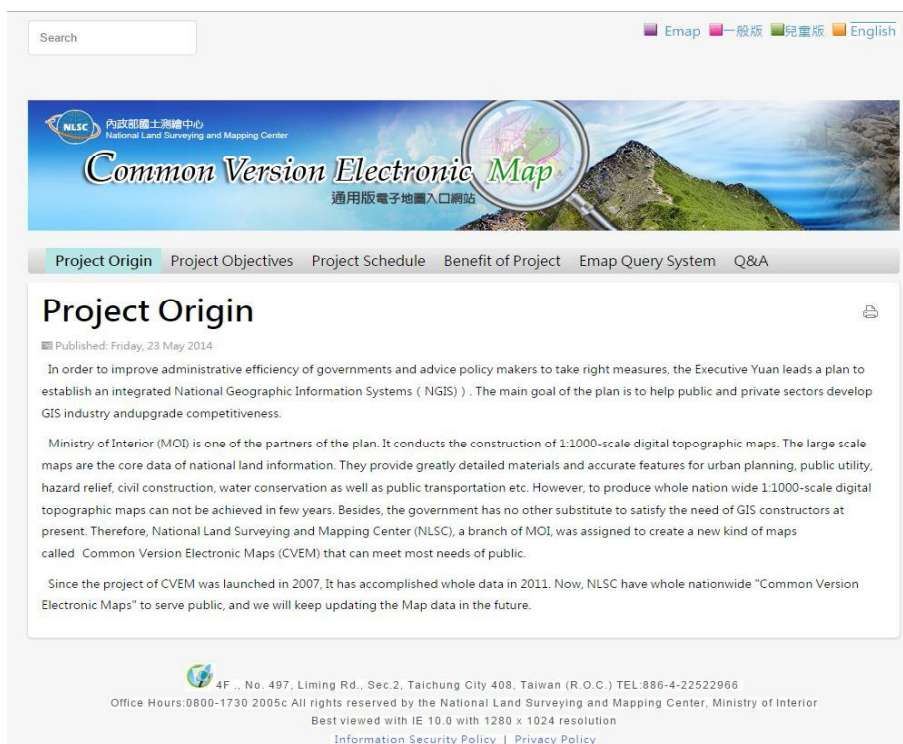 Search
Emap 一般版 兒童版 English
NLSC 內政部國土測繪中心
National Land Surveying and Mapping Center
Common Version Electronic Map
通用版電子地圖入口網站
Project Origin Project Objectives Project Schedule Benefit of Project Emap Query System Q&A
Project Origin
Published: Friday, 23 May 2014
In order to improve administrative efficiency of governments and advice policy makers to take right measures, the Executive Yuan leads a plan to
establish an integrated National Geographic Information Systems ( NGIS) ) . The main goal of the plan is to help public and private sectors develop
GIS industry andupgrade competitiveness.
Ministry of Interior (MOI) is one of the partners of the plan. It conducts the construction of 1:1000-scale digital topographic maps. The large scale
maps are the core data of national land information. They provide greatly detailed materials and accurate features for urban planning, public utility,
hazard relief, civil construction, water conservation as well as public transportation etc. However, to produce whole nation wide 1:1000-scale digital
topographic maps can not be achieved in few years. Besides, the government has no other substitute to satisfy the need of GIS constructors at
present. Therefore, National Land Surveying and Mapping Center (NLSC), a branch of MOI, was assigned to create a new kind of maps
called Common Version Electronic Maps (CVEM) that can meet most needs of public.
Since the project of CVEM was launched in 2007, It has accomplished whole data in 2011. Now, NLSC have whole nationwide "Common Version
Electronic Maps" to serve public, and we will keep updating the Map data in the future.
4F ., No. 497, Liming Rd., Sec.2, Taichung City 408, Taiwan (R.O.C.) TEL:886-4-22522966
Office Hours:0800-1730 2005c All rights reserved by the National Land Surveying and Mapping Center, Ministry of Interior
Best viewed with IE 10.0 with 1280 x 1024 resolution
Information Security Policy | Privacy Policy